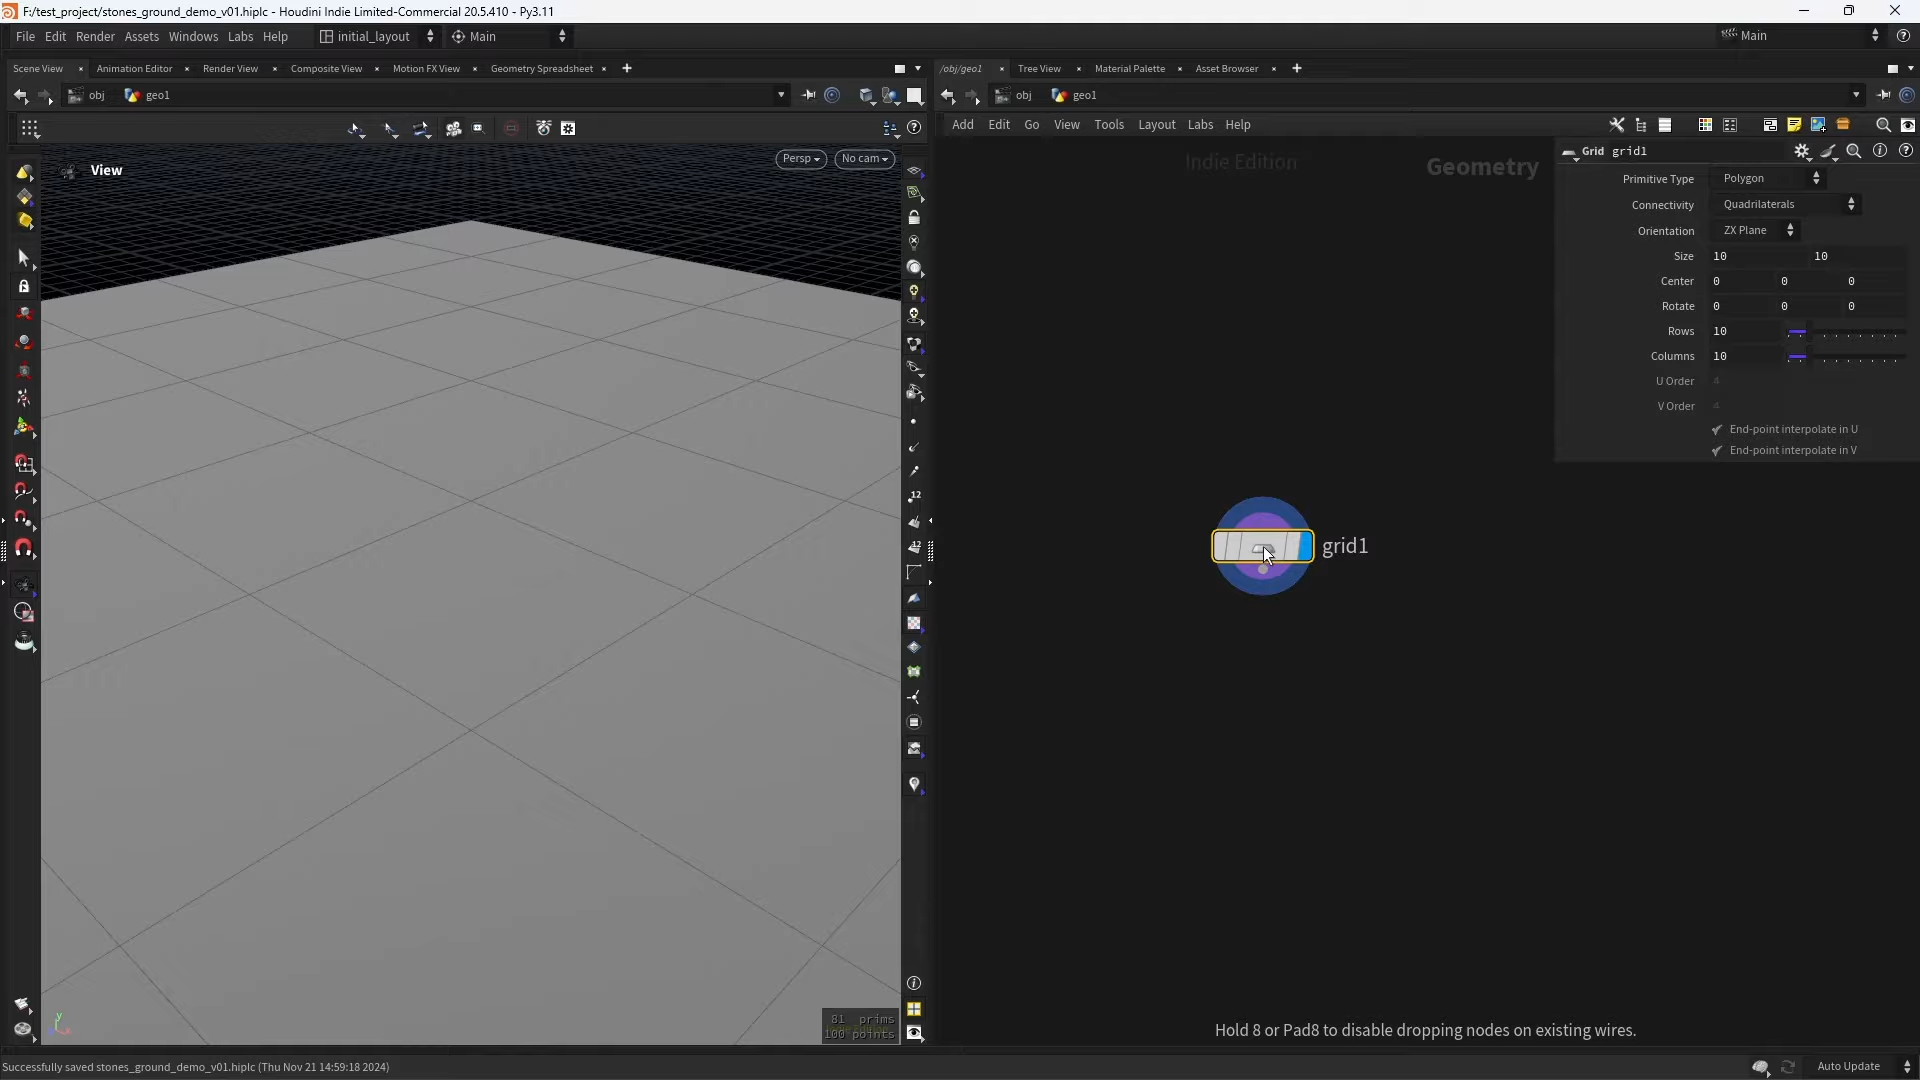 F:/test_project/stones_ground_demo_v01.hiplc - Houdini Indie Limited-Commercial 20.5.410 - Py3.11
File Edit Render Assets Windows Labs Help initial_layout Main Main
Scene View Animation Editor Render View Composite View Motion FX View Geometry Spreadsheet
/obj/geo1 Tree View Material Palette Asset Browser
obj geo1
obj geo1
Add Edit Go View Tools Layout Labs Help
View
Persp No cam
Indie Edition
Geometry
Grid grid1
Primitive Type Polygon
Connectivity Quadrilaterals
Orientation ZX Plane
Size 10 10
Center 0 0 0
Rotate 0 0 0
Rows 10
Columns 10
U Order 4
V Order 4
End-point interpolate in U
End-point interpolate in V
12
12
grid1
y
x
81 prims
100 points
Hold 8 or Pad8 to disable dropping nodes on existing wires.
Successfully saved stones_ground_demo_v01.hiplc (Thu Nov 21 14:59:18 2024)
Auto Update